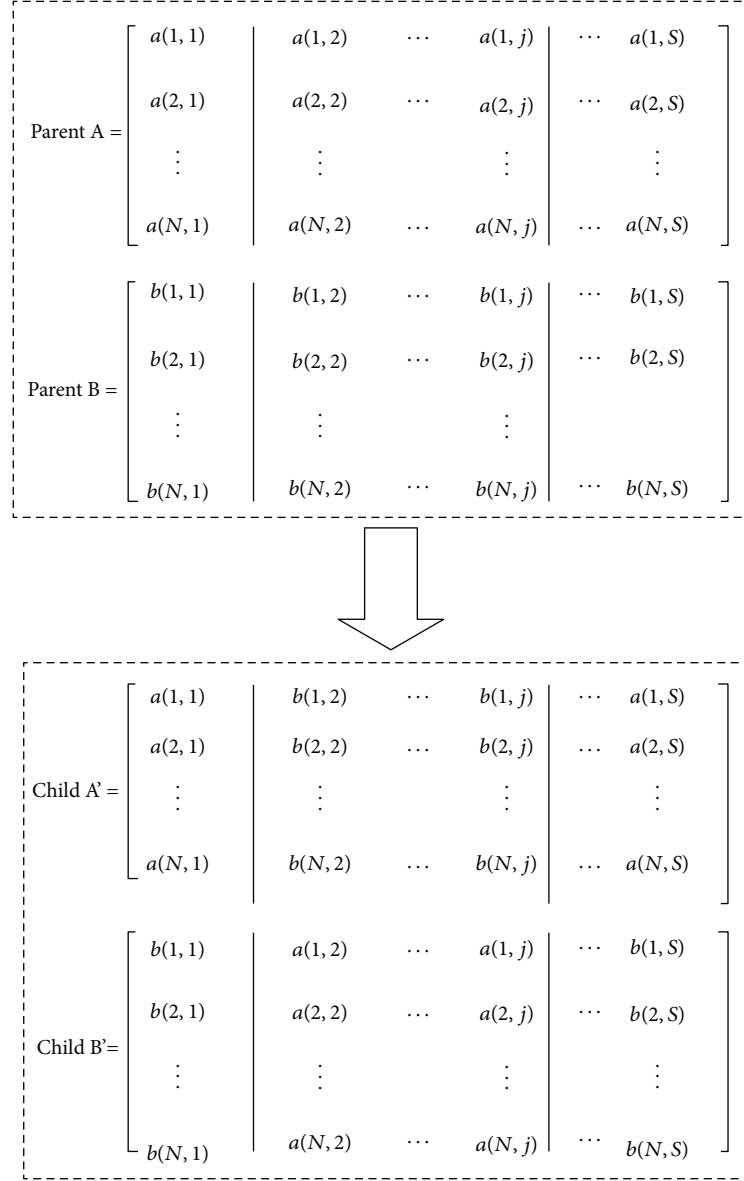 a(1, 1) a(1, 2) ⋯ a(1, j) ⋯ a(1, S)
a(2, 1) a(2, 2) ⋯ a(2, j) ⋯ a(2, S)
Parent A =
⋮ ⋮ ⋮ ⋮
a(N, 1) a(N, 2) ⋯ a(N, j) ⋯ a(N, S)
b(1, 1) b(1, 2) ⋯ b(1, j) ⋯ b(1, S)
b(2, 1) b(2, 2) ⋯ b(2, j) ⋯ b(2, S)
Parent B =
⋮ ⋮ ⋮
b(N, 1) b(N, 2) ⋯ b(N, j) ⋯ b(N, S)
a(1, 1) b(1, 2) ⋯ b(1, j) ⋯ a(1, S)
a(2, 1) b(2, 2) ⋯ b(2, j) ⋯ a(2, S)
Child A' =
⋮ ⋮ ⋮ ⋮
a(N, 1) b(N, 2) ⋯ b(N, j) ⋯ a(N, S)
b(1, 1) a(1, 2) ⋯ a(1, j) ⋯ b(1, S)
b(2, 1) a(2, 2) ⋯ a(2, j) ⋯ b(2, S)
Child B'=
⋮ ⋮ ⋮ ⋮
b(N, 1) a(N, 2) ⋯ a(N, j) ⋯ b(N, S)